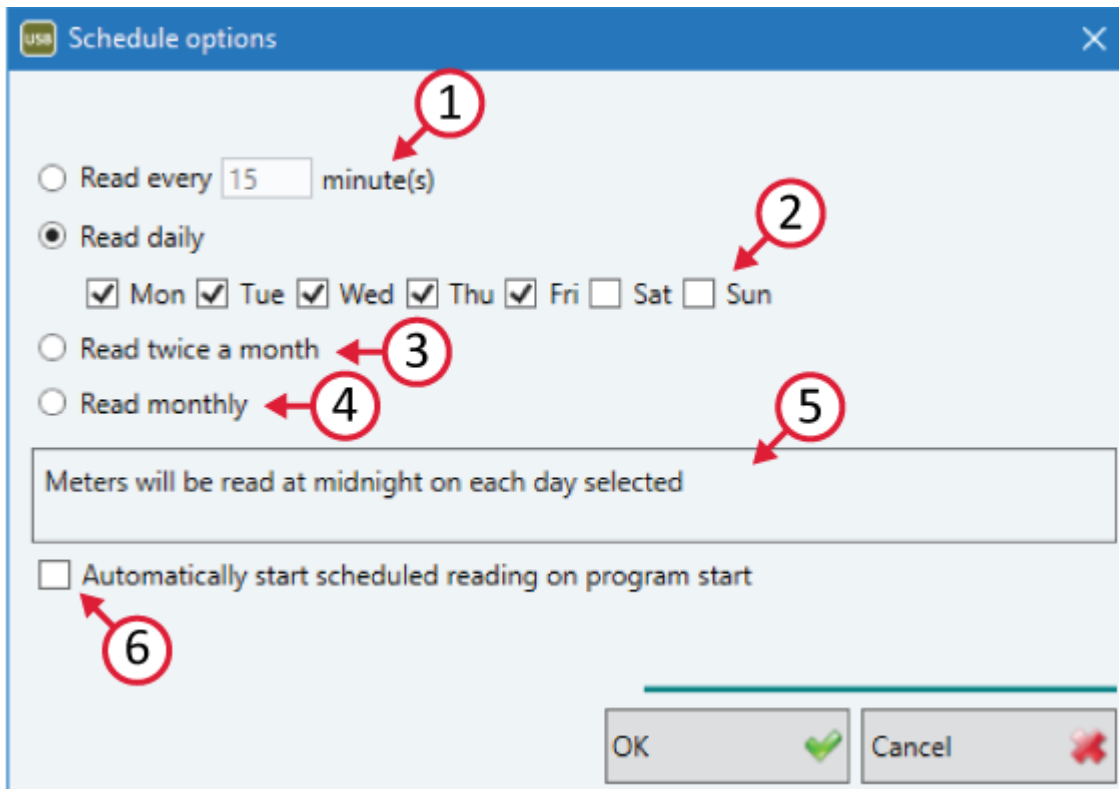 USB Schedule options
1
Read every 15 minute(s)
Read daily
2
Mon Tue Wed Thu Fri Sat Sun
Read twice a month 3
Read monthly 4
5
Meters will be read at midnight on each day selected
Automatically start scheduled reading on program start
6
OK Cancel